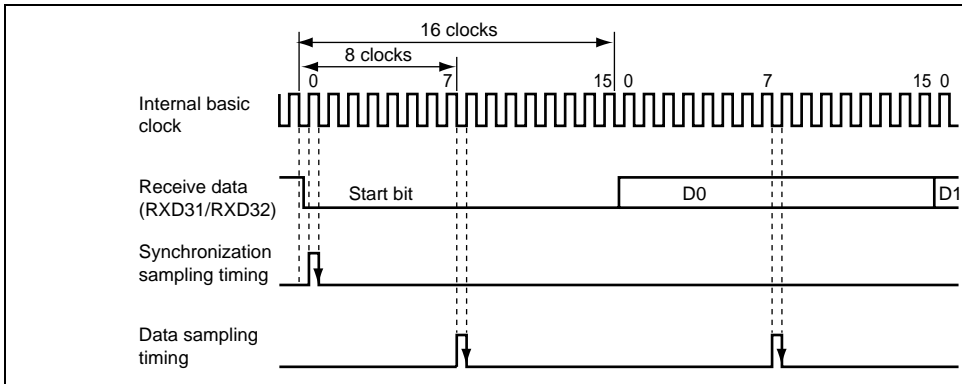 16 clocks
8 clocks
0 7 15 0 7 15 0
Internal basic
clock
Receive data
(RXD31/RXD32)
Start bit D0 D1
Synchronization
sampling timing
Data sampling
timing